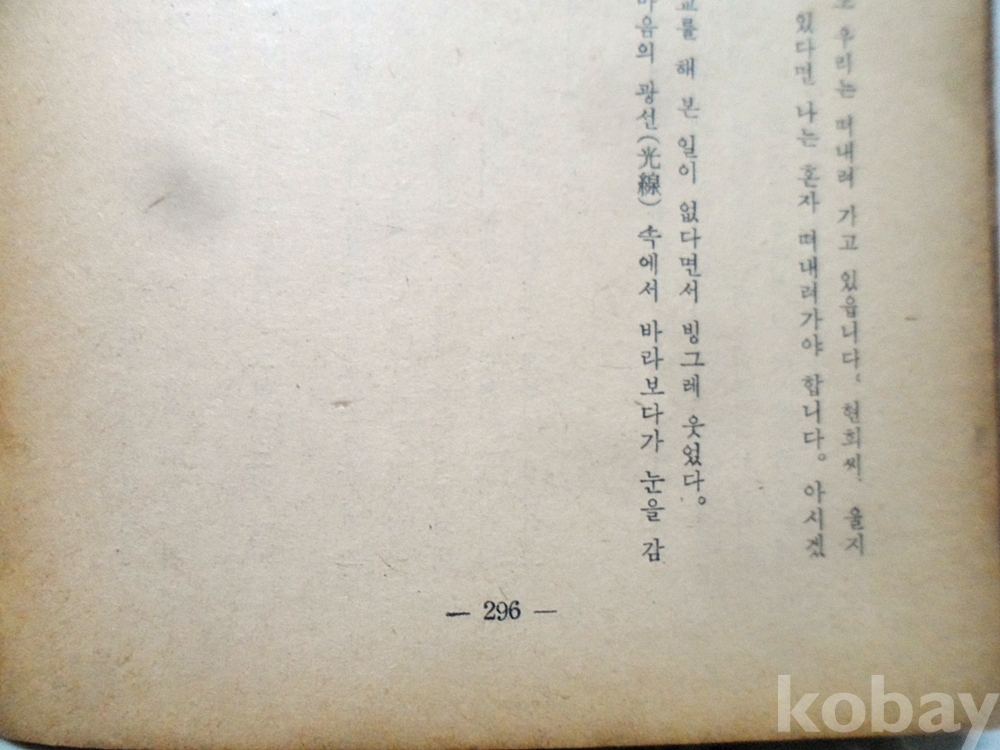 우리는 떠내려 가고 있읍니다. 현희씨, 울지
있다면 나는 혼자 떠내려가야 합니다. 아시겠
교를 해 본 일이 없다면서 빙그레 웃었다.
마음의 광선(光線) 속에서 바라보다가 눈을 감
— 296 —
kobay